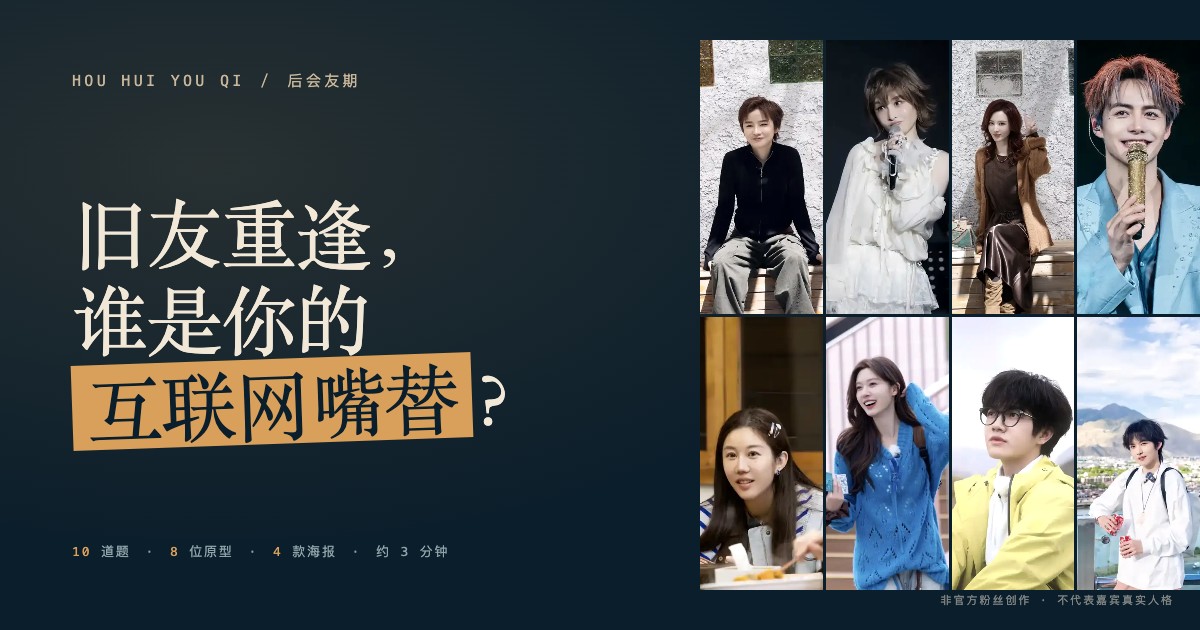 HOU HUI YOU QI / 后会友期
旧友重逢，
谁是你的
互联网嘴替？
10 道题 · 8 位原型 · 4 款海报 · 约 3 分钟
非官方粉丝创作 · 不代表嘉宾真实人格